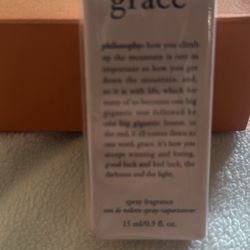 grace
philosophy: how you climb
up the mountain is just as
important as how you get
down the mountain. and,
so it is with life, which for
many of us becomes one big
gigantic test followed by
one big gigantic lesson. in
the end, it all comes down to
one word. grace. it's how you
accept winning and losing,
good luck and bad luck, the
darkness and the light.
spray fragrance
eau de toilette spray/vaporisateur
15 ml/0.5 fl. oz.